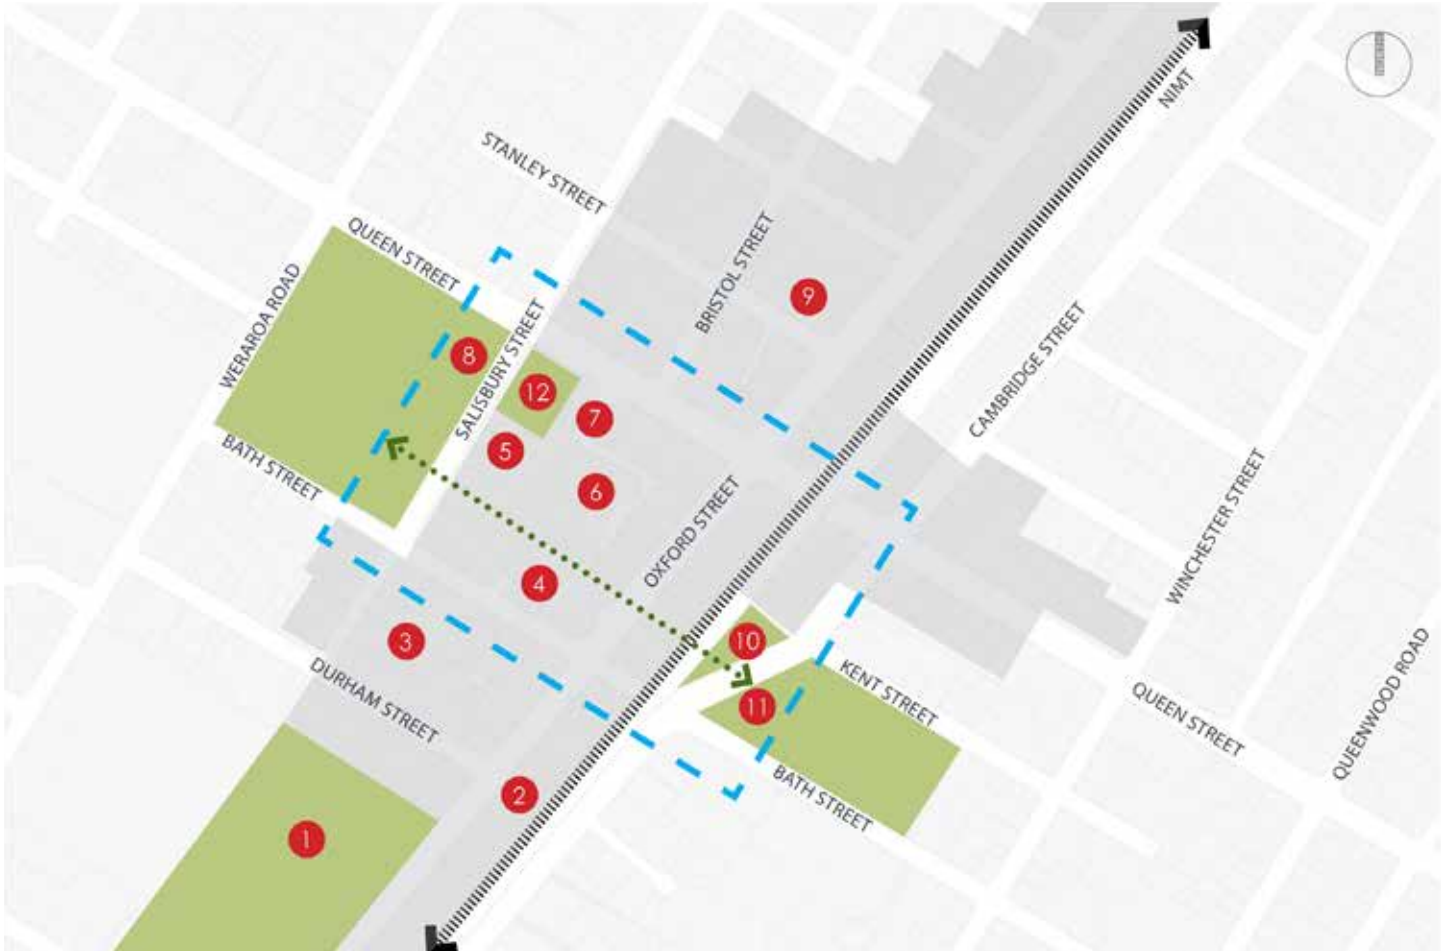 NIMT
STANLEY STREET
QUEEN STREET
BRISTOL STREET
WERAROA ROAD
9
8
SALISBURY STREET
12
CAMBRIDGE STREET
7
5
BATH STREET
6
OXFORD STREET
WINCHESTER STREET
4
3
10
DURHAM STREET
KENT STREET
11
QUEEN STREET
QUEENWOOD ROAD
2
BATH STREET
1